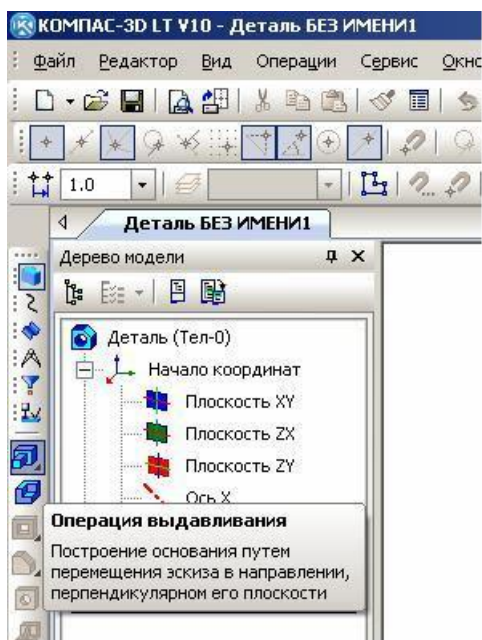 КОМПАС-3D LT V10 - Деталь БЕЗ ИМЕНИ1
Файл Редактор Вид Операции Сервис Окно
1.0
Деталь БЕЗ ИМЕНИ1
Дерево модели
Деталь (Тел-0)
Начало координат
Плоскость XY
Плоскость ZX
Плоскость ZY
Ось X
Операция выдавливания
Построение основания путем
перемещения эскиза в направлении,
перпендикулярном его плоскости